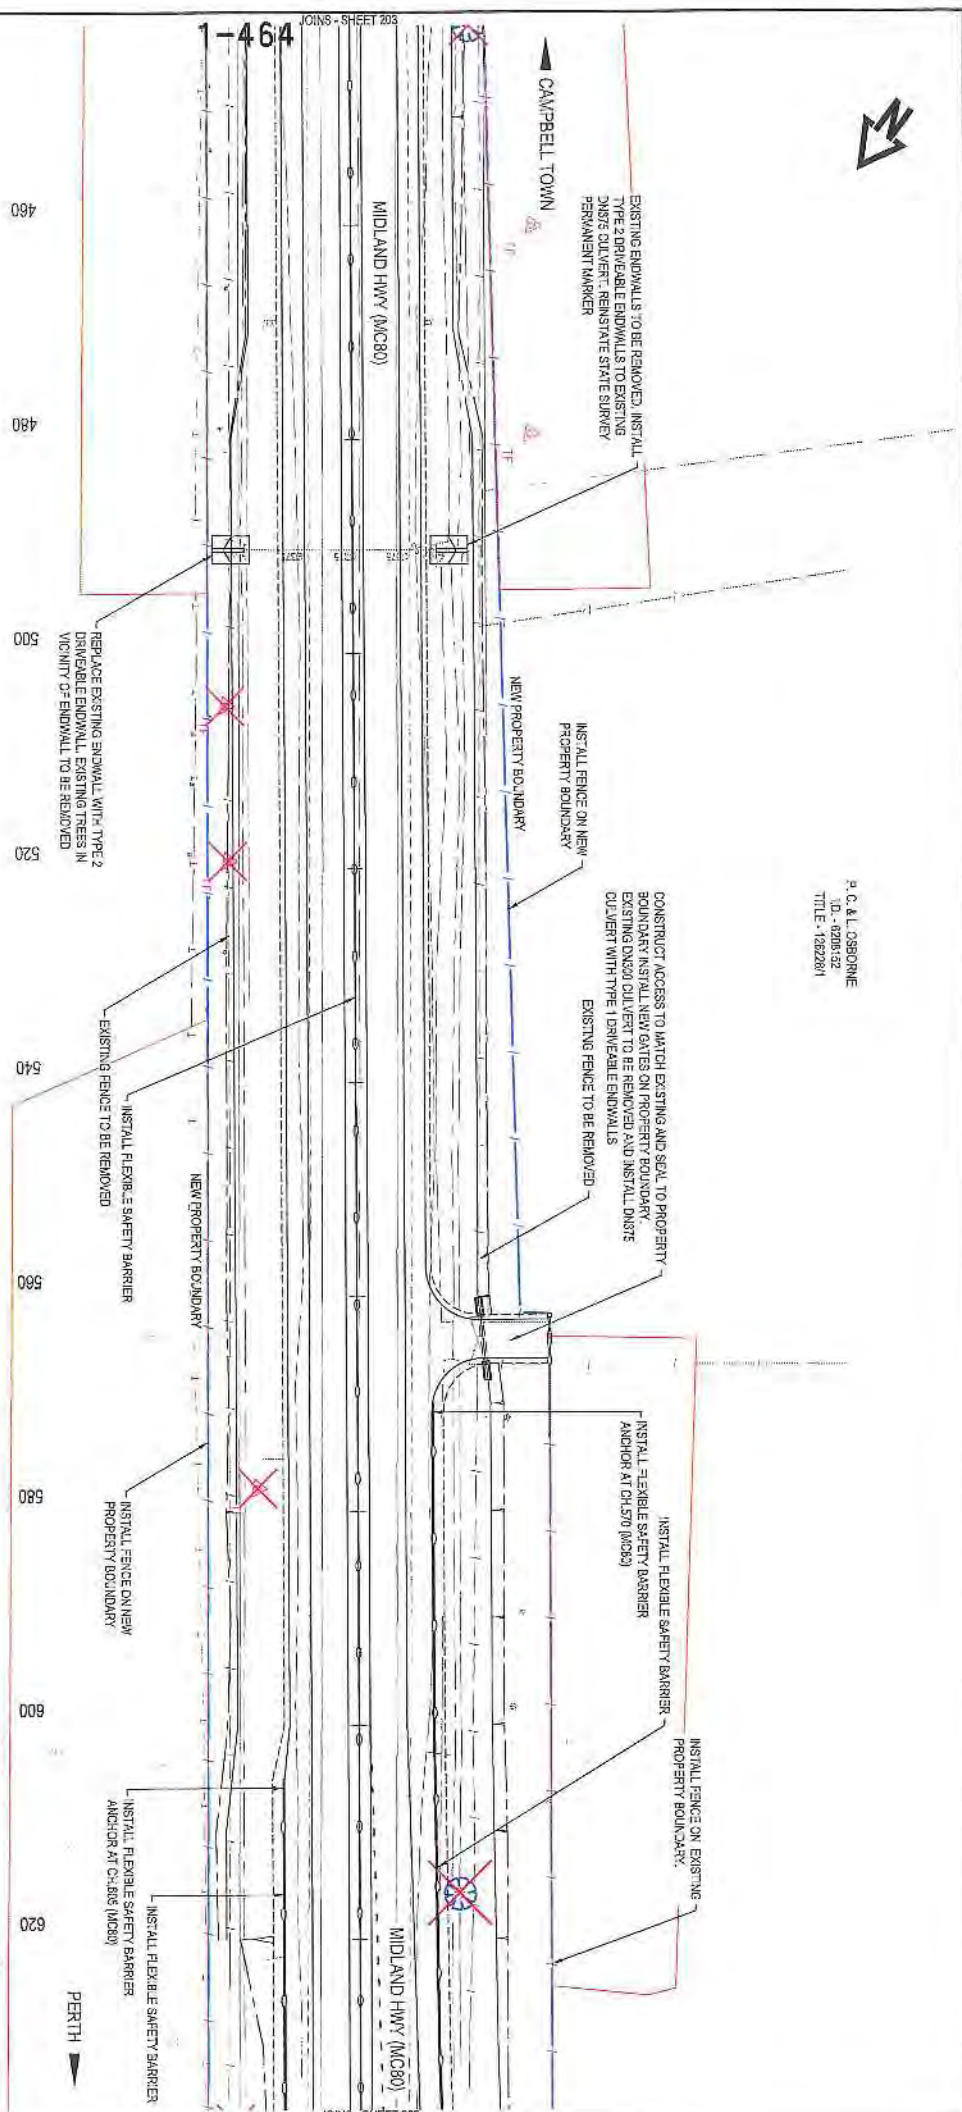 JOINS - SHEET 203
1-464
N
CAMPBELL TOWN
MIDLAND HWY (MC80)
EXISTING ENDWALLS TO BE REMOVED. INSTALL
TYPE 2 DRIVEABLE ENDWALLS TO EXISTING
DN375 CULVERT. REINSTATE STATE SURVEY
PERMANENT MARKER
TF
TF
P. C. & L. OSBORNE
TITLE - 126228/1
INSTALL FENCE ON NEW
PROPERTY BOUNDARY
NEW PROPERTY BOUNDARY
CONSTRUCT ACCESS TO MATCH EXISTING AND SEAL TO PROPERTY
BOUNDARY INSTALL NEW GATES ON PROPERTY BOUNDARY.
EXISTING DN300 CULVERT TO BE REMOVED AND INSTALL DN375
CULVERT WITH TYPE 1 DRIVEABLE ENDWALLS
EXISTING FENCE TO BE REMOVED
INSTALL FLEXIBLE SAFETY BARRIER
ANCHOR AT CH.570 (MC80)
INSTALL FLEXIBLE SAFETY BARRIER
INSTALL FENCE ON EXISTING
PROPERTY BOUNDARY.
MIDLAND HWY (MC80)
REPLACE EXISTING ENDWALL WITH TYPE 2
DRIVEABLE ENDWALL. EXISTING TREES IN
VICINITY OF ENDWALL TO BE REMOVED
EXISTING FENCE TO BE REMOVED
INSTALL FLEXIBLE SAFETY BARRIER
NEW PROPERTY BOUNDARY
INSTALL FENCE ON NEW
PROPERTY BOUNDARY
INSTALL FLEXIBLE SAFETY BARRIER
ANCHOR AT CH.605 (MC80)
INSTALL FLEXIBLE SAFETY BARRIER
PERTH
460
480
500
520
540
560
580
600
620